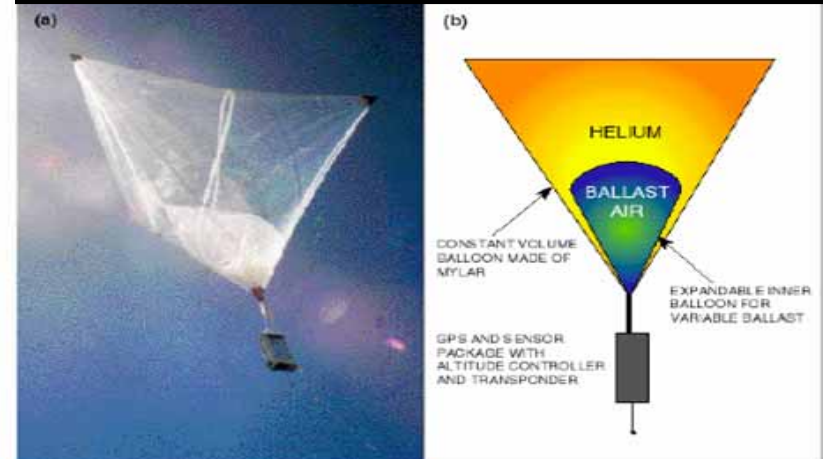 (a)
(b)
HELIUM
BALLAST
AIR
CONSTANT VOLUME
BALLOON MADE OF
MYLAR
EXPANDABLE INNER
BALLOON FOR
VARIABLE BALLAST
GPS AND SENSOR
PACKAGE WITH
ALTITUDE CONTROLLER
AND TRANSPONDER